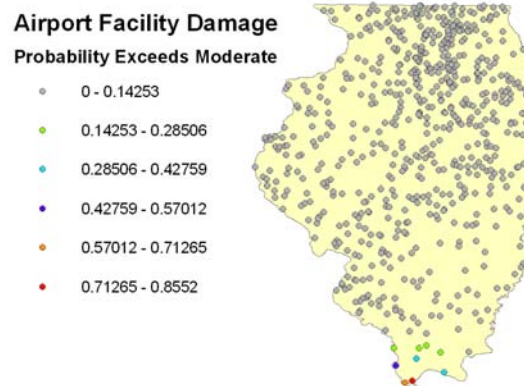 Airport Facility Damage
Probability Exceeds Moderate
0 - 0.14253
0.14253 - 0.28506
0.28506 - 0.42759
0.42759 - 0.57012
0.57012 - 0.71265
0.71265 - 0.8552